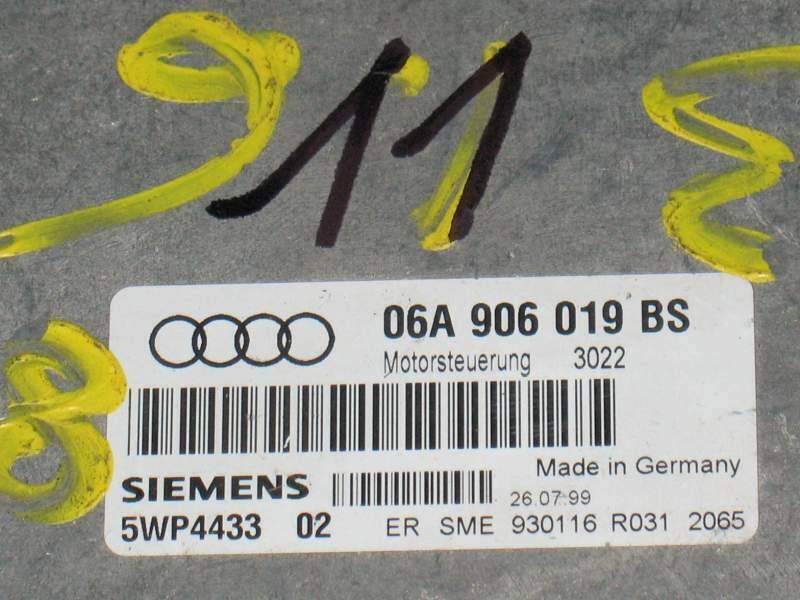 11
06A 906 019 BS
Motorsteuerung 3022
Made in Germany
SIEMENS 26.07.99
5WP4433 02 ER SME 930116 R031 2065